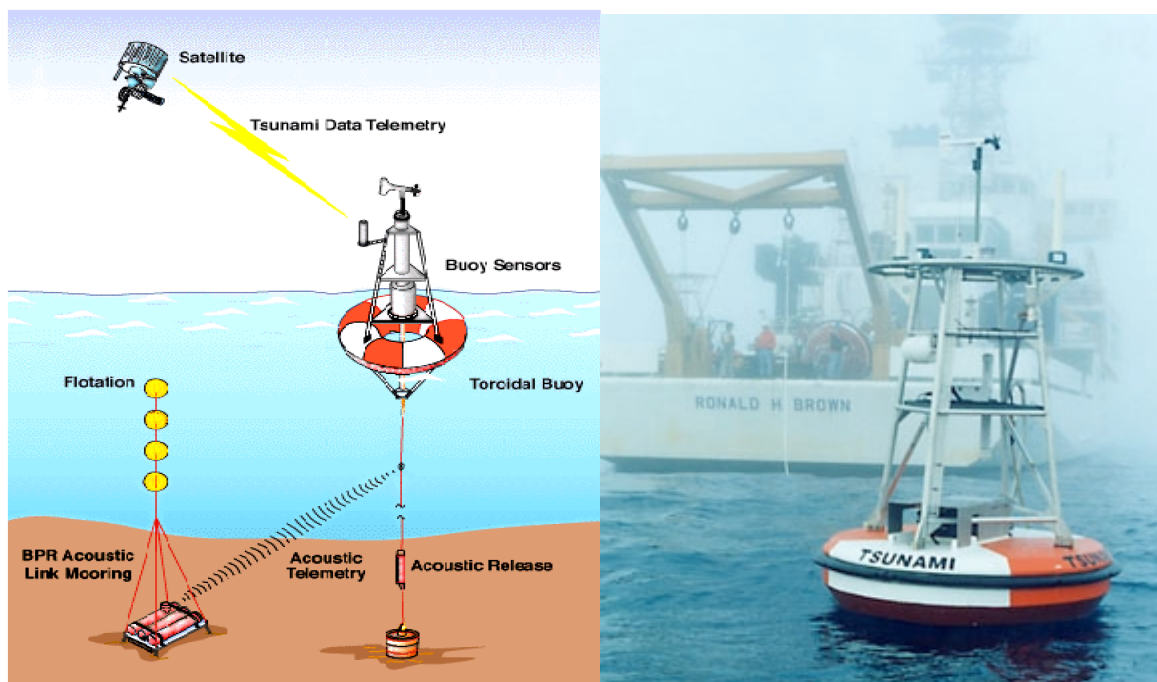 Satellite
Tsunami Data Telemetry
Buoy Sensors
Flotation
Toroidal Buoy
BPR Acoustic
Link Mooring
Acoustic
Telemetry
Acoustic Release
RONALD H BROWN
TSUNAMI
TSUNA